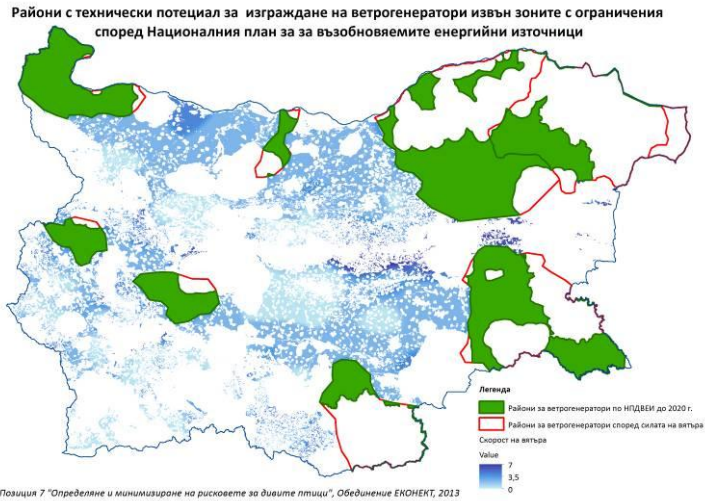 Райони с технически потециал за изграждане на ветрогенератори извън зоните с ограничения
според Националния план за за възобновяемите енергийни източници
Легенда
Райони за ветрогенератори по НПДВЕИ до 2020 г.
Райони за ветрогенератори според силата на вятъра
Скорост на вятъра
Value
7
3,5
0
Позиция 7 "Определяне и минимизиране на рисковете за дивите птици", Обединение ЕКОНЕКТ, 2013